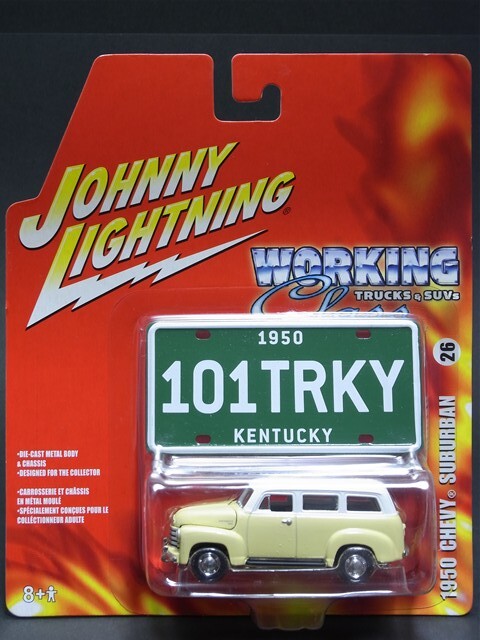 JOHNNY
LIGHTNING®
WORKING
Class
TRUCKS & SUVs
1950
101TRKY
KENTUCKY
26
1950 CHEVY® SUBURBAN
•DIE-CAST METAL BODY
& CHASSIS
•DESIGNED FOR THE COLLECTOR
•CARROSSERIE ET CHÂSSIS
EN MÉTAL MOULÉ
•SPÉCIALEMENT CONÇUES POUR LE
COLLÉCTIONEUR ADULTE
8+